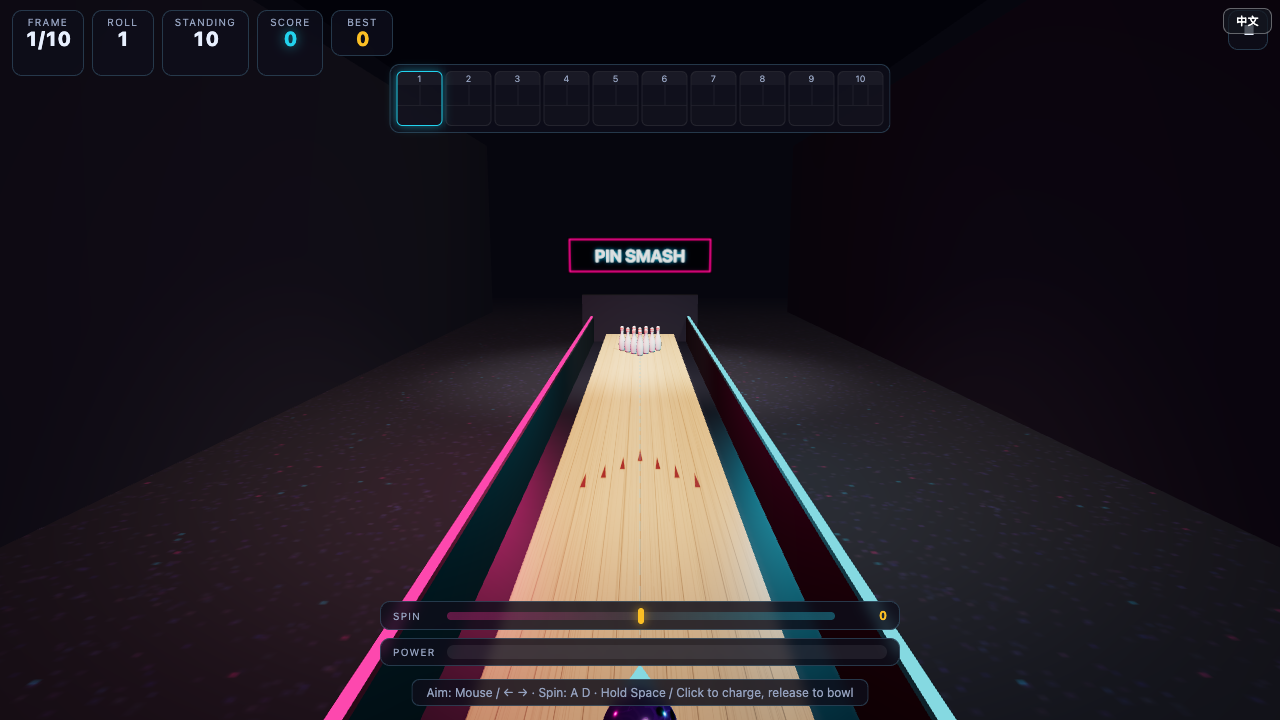 FRAME
1/10
ROLL
1
STANDING
10
SCORE
0
BEST
0
中文
1 2 3 4 5 6 7 8 9 10
PIN SMASH
SPIN 0
POWER
Aim: Mouse / ← → · Spin: A D · Hold Space / Click to charge, release to bowl